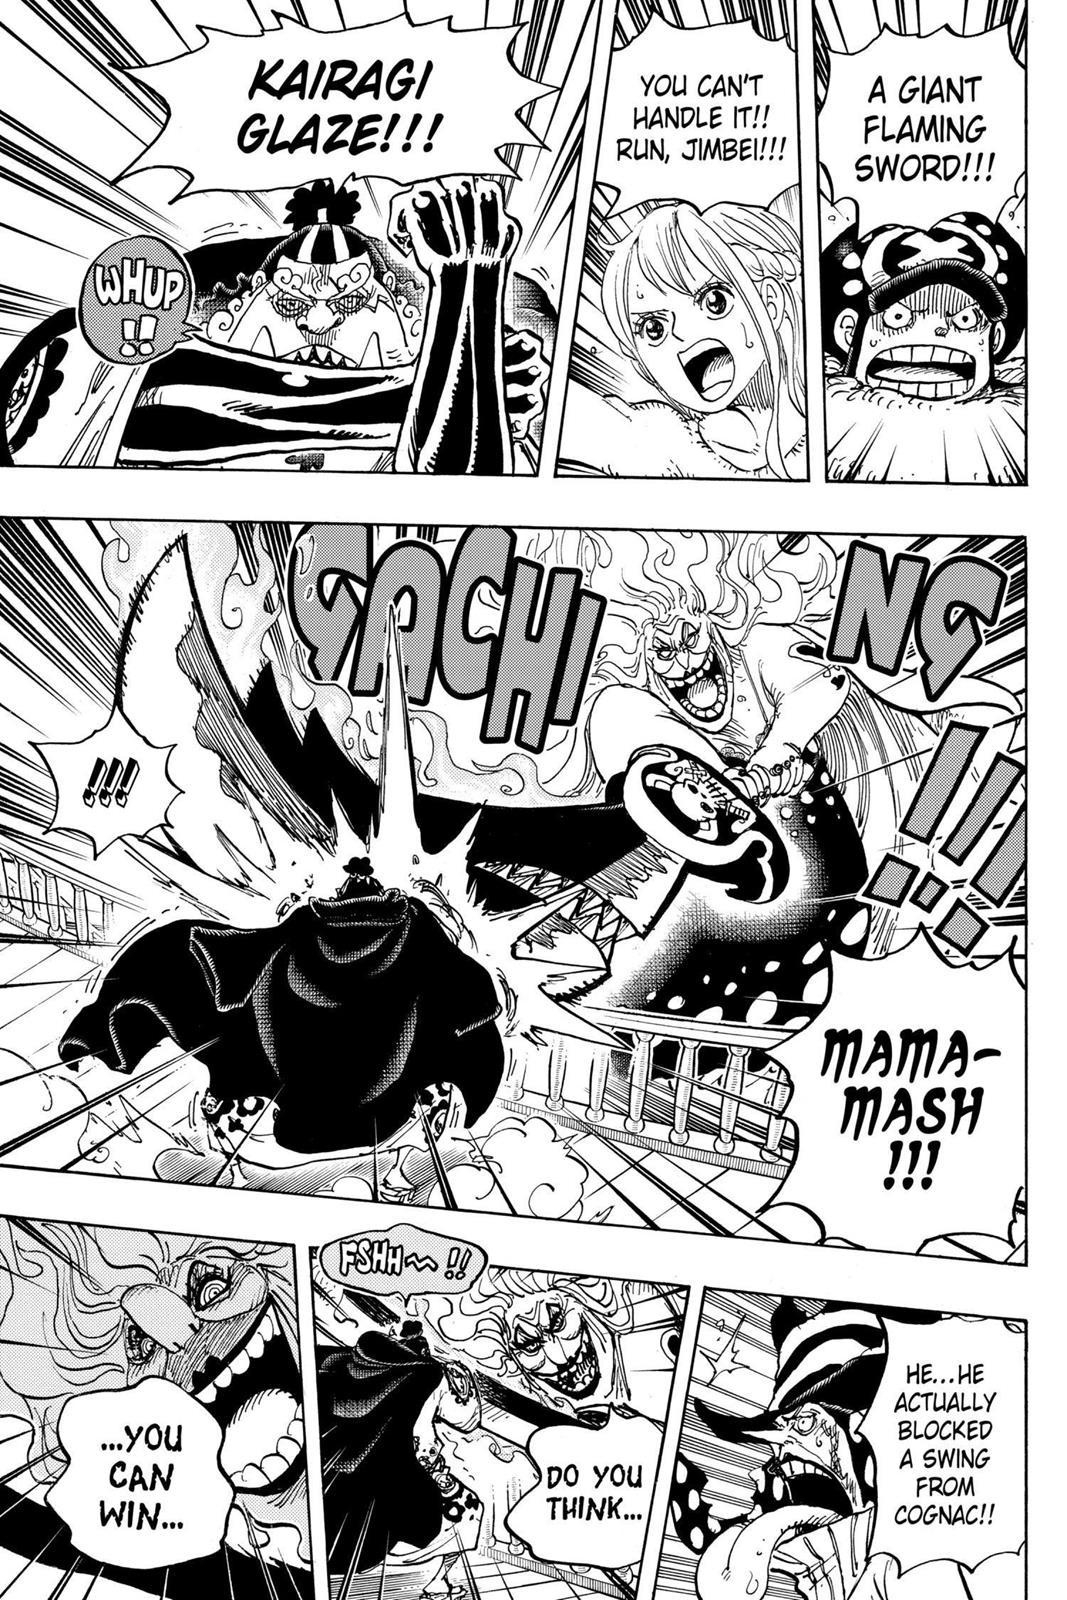 A GIANT
FLAMING
SWORD!!!
YOU CAN'T
HANDLE IT!!
RUN, JIMBEI!!!
KAIRAGI
GLAZE!!!
WHUP
!!
GACHI
NG
!!!
!!!
MAMA-
MASH
!!!
HE...HE
ACTUALLY
BLOCKED
A SWING
FROM
COGNAC!!
FSHH~!!
DO YOU
THINK...
...YOU
CAN
WIN...